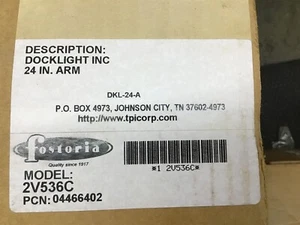 DESCRIPTION:
DOCKLIGHT INC
24 IN. ARM
DKL-24-A
P.O. BOX 4973, JOHNSON CITY, TN 37602-4973
http://www.tpicorp.com
fostoria
Quality since 1917
*1 2V536C*
MODEL:
2V536C
PCN: 04466402